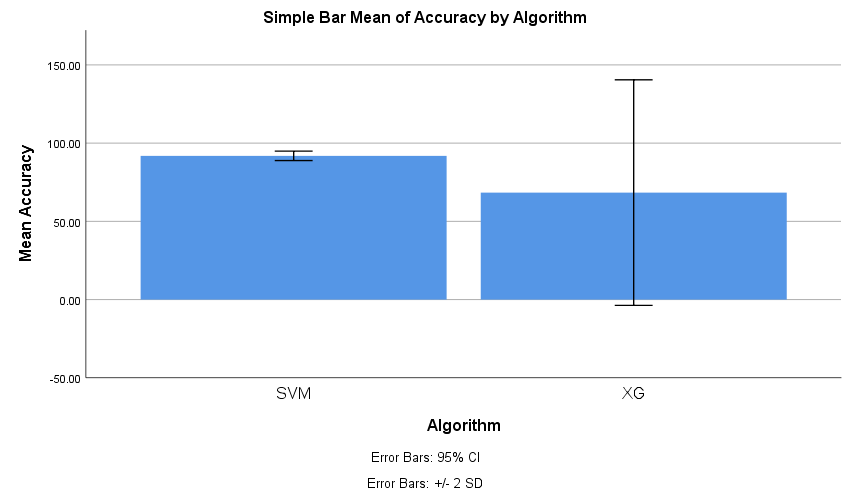 Simple Bar Mean of Accuracy by Algorithm
150.00
100.00
50.00
0.00
-50.00
Mean Accuracy
SVM
XG
Algorithm
Error Bars: 95% CI
Error Bars: +/- 2 SD